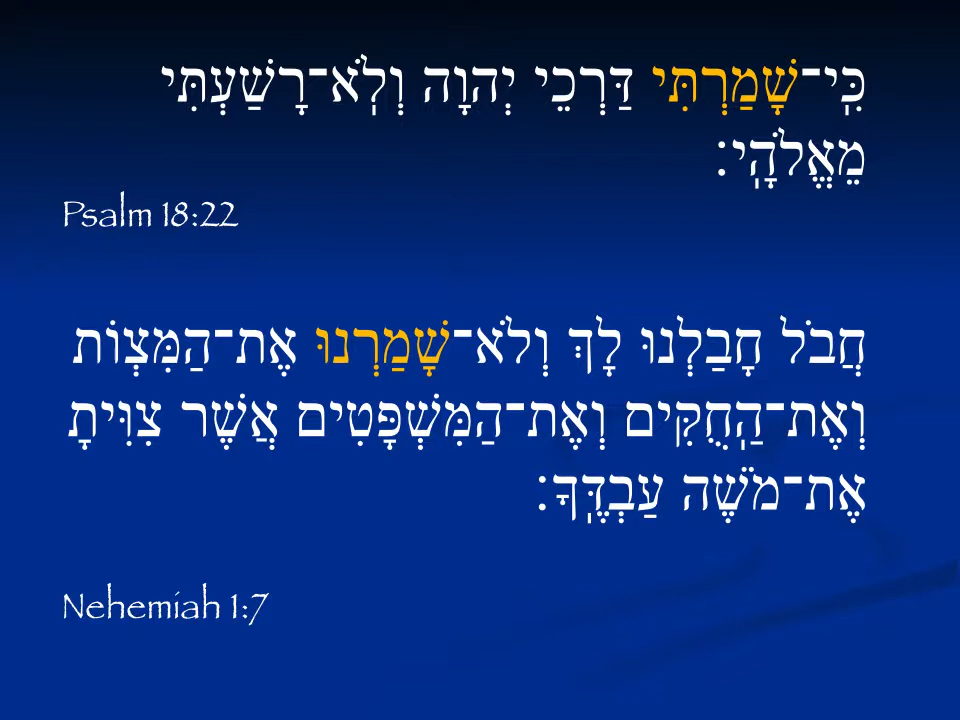 כִּֽי־שָׁמַרְתִּי דַּרְכֵי יְהוָה וְלֹֽא־רָשַׁעְתִּי
מֵאֱלֹהָֽי׃
Psalm 18:22
חֲבֹל חָבַלְנוּ לָךְ וְלֹא־שָׁמַרְנוּ אֶת־הַמִּצְוֹת
וְאֶת־הַֽחֻקִּים וְאֶת־הַמִּשְׁפָּטִים אֲשֶׁר צִוִּיתָ
אֶת־מֹשֶׁה עַבְדֶּֽךָ׃
Nehemiah 1:7